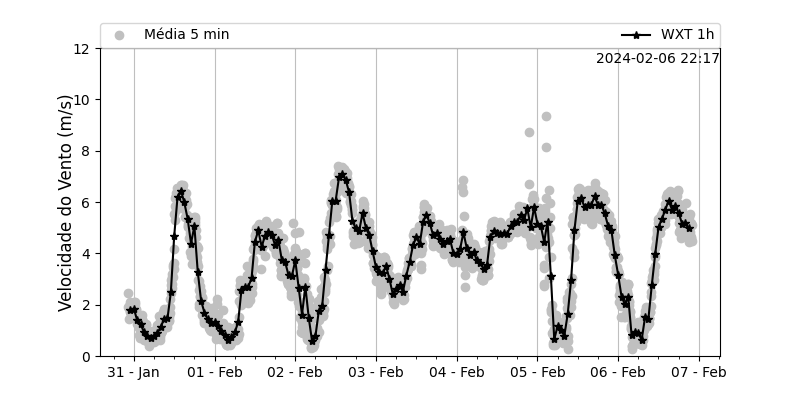 Média 5 min
WXT 1h
2024-02-06 22:17
Velocidade do Vento (m/s)
12
10
8
6
4
2
0
31 - Jan
01 - Feb
02 - Feb
03 - Feb
04 - Feb
05 - Feb
06 - Feb
07 - Feb